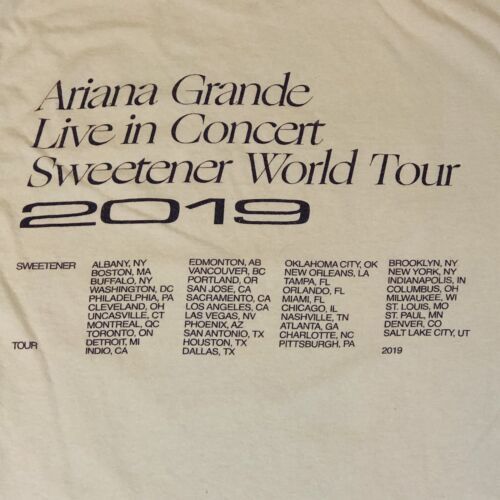 Ariana Grande
Live in Concert
Sweetener World Tour
2019
SWEETENER
TOUR
ALBANY, NY
BOSTON, MA
BUFFALO, NY
WASHINGTON, DC
PHILADELPHIA, PA
CLEVELAND, OH
UNCASVILLE, CT
MONTREAL, QC
TORONTO, ON
DETROIT, MI
INDIO, CA
EDMONTON, AB
VANCOUVER, BC
PORTLAND, OR
SAN JOSE, CA
SACRAMENTO, CA
LOS ANGELES, CA
LAS VEGAS, NV
PHOENIX, AZ
SAN ANTONIO, TX
HOUSTON, TX
DALLAS, TX
OKLAHOMA CITY, OK
NEW ORLEANS, LA
TAMPA, FL
ORLANDO, FL
MIAMI, FL
CHICAGO, IL
NASHVILLE, TN
ATLANTA, GA
CHARLOTTE, NC
PITTSBURGH, PA
BROOKLYN, NY
NEW YORK, NY
INDIANAPOLIS, IN
COLUMBUS, OH
MILWAUKEE, WI
ST. LOUIS, MO
ST. PAUL, MN
DENVER, CO
SALT LAKE CITY, UT
2019